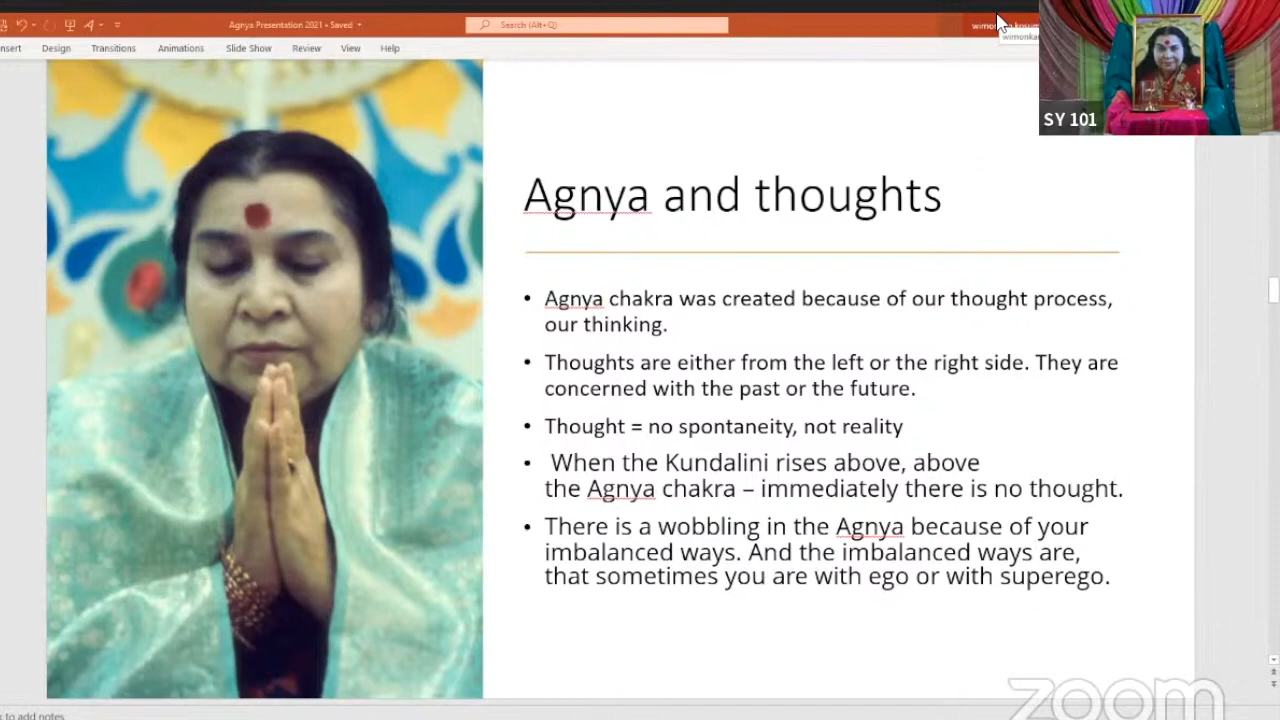 Agnya Presentation 2021 • Saved
Search (Alt+Q)
Design Transitions Animations Slide Show Review View Help
SY 101
Agnya and thoughts
• Agnya chakra was created because of our thought process,
our thinking.
• Thoughts are either from the left or the right side. They are
concerned with the past or the future.
• Thought = no spontaneity, not reality
• When the Kundalini rises above, above
the Agnya chakra – immediately there is no thought.
• There is a wobbling in the Agnya because of your
imbalanced ways. And the imbalanced ways are,
that sometimes you are with ego or with superego.
zoom
to add notes